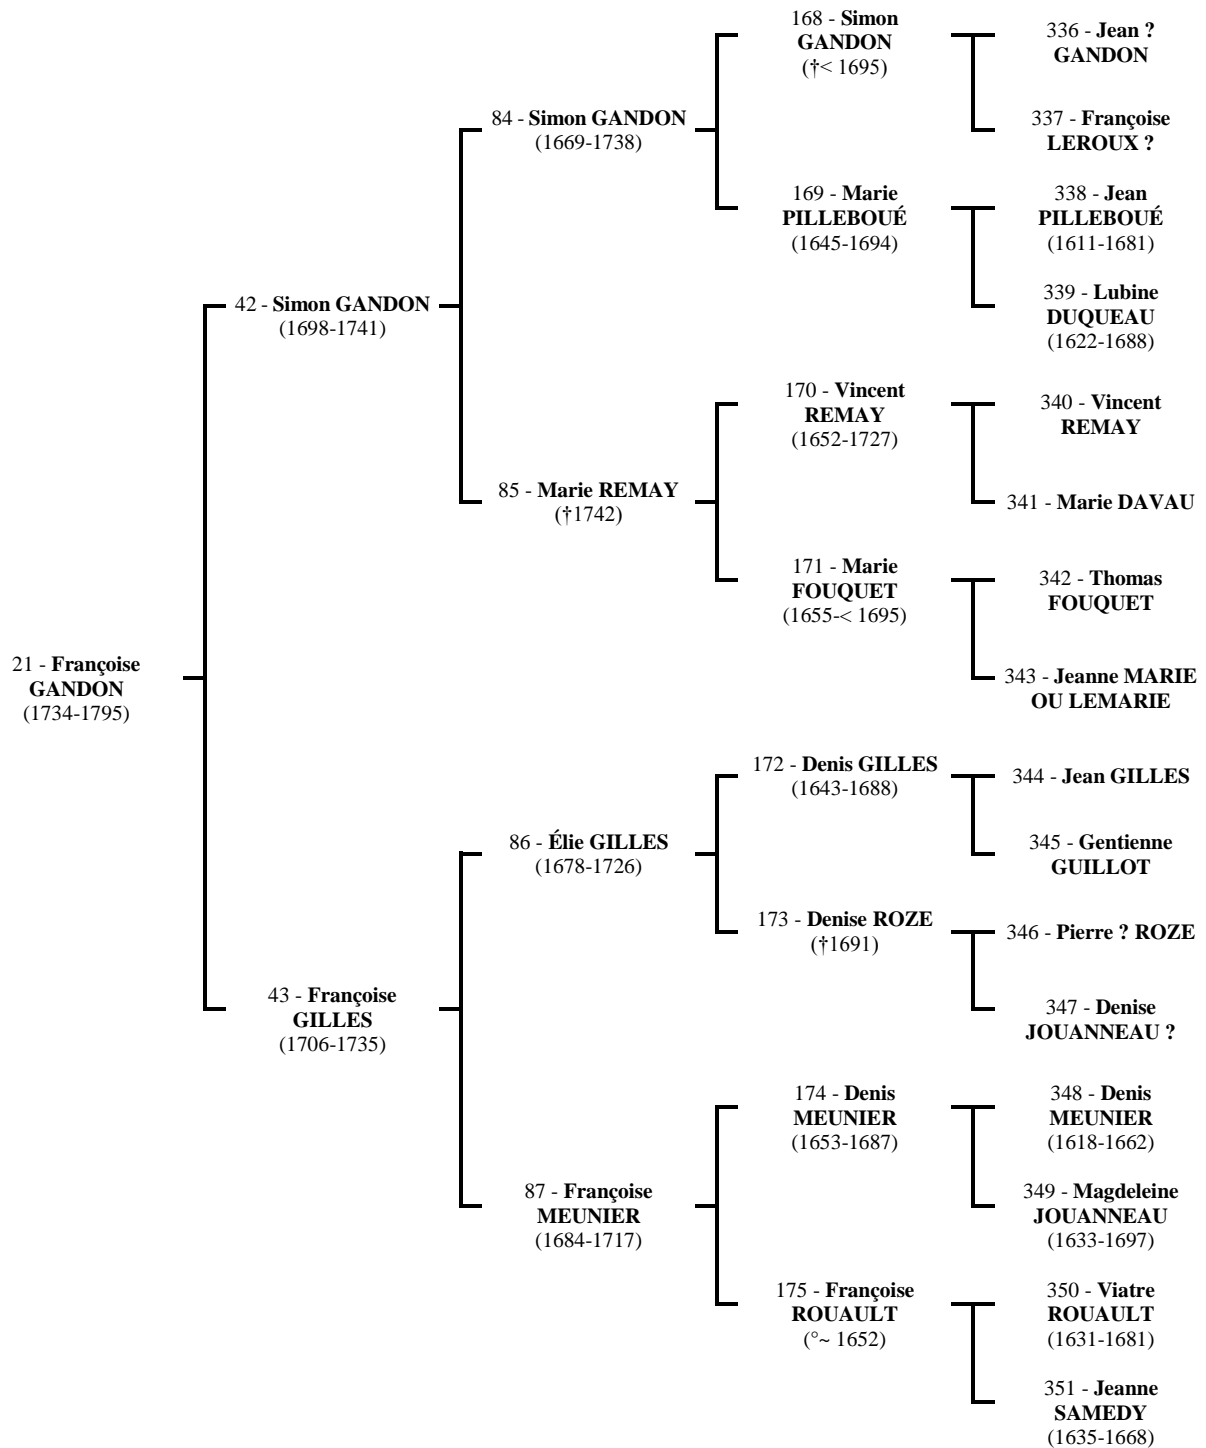 168 - Simon
GANDON
(†< 1695)
336 - Jean ?
GANDON
84 - Simon GANDON
(1669-1738)
337 - Françoise
LEROUX ?
169 - Marie
PILLEBOUÉ
(1645-1694)
338 - Jean
PILLEBOUÉ
(1611-1681)
42 - Simon GANDON
(1698-1741)
339 - Lubine
DUQUEAU
(1622-1688)
170 - Vincent
REMAY
(1652-1727)
340 - Vincent
REMAY
85 - Marie REMAY
(†1742)
341 - Marie DAVAU
171 - Marie
FOUQUET
(1655-< 1695)
342 - Thomas
FOUQUET
21 - Françoise
GANDON
(1734-1795)
343 - Jeanne MARIE
OU LEMARIE
172 - Denis GILLES
(1643-1688)
344 - Jean GILLES
86 - Élie GILLES
(1678-1726)
345 - Gentienne
GUILLOT
173 - Denise ROZE
(†1691)
346 - Pierre ? ROZE
43 - Françoise
GILLES
(1706-1735)
347 - Denise
JOUANNEAU ?
174 - Denis
MEUNIER
(1653-1687)
348 - Denis
MEUNIER
(1618-1662)
87 - Françoise
MEUNIER
(1684-1717)
349 - Magdeleine
JOUANNEAU
(1633-1697)
175 - Françoise
ROUAULT
(°~ 1652)
350 - Viatre
ROUAULT
(1631-1681)
351 - Jeanne
SAMEDY
(1635-1668)